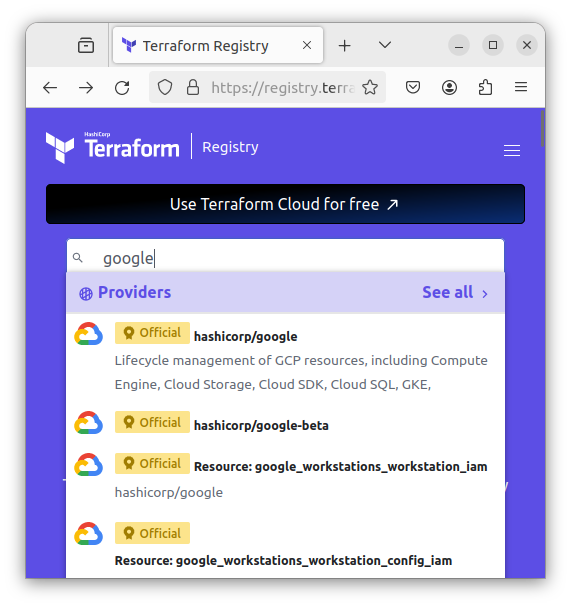 Terraform Registry
https://registry.terra
HashiCorp
Terraform
Registry
Use Terraform Cloud for free
google
Providers
See all
Official hashicorp/google
Lifecycle management of GCP resources, including Compute
Engine, Cloud Storage, Cloud SDK, Cloud SQL, GKE,
Official hashicorp/google-beta
Official Resource: google_workstations_workstation_iam
hashicorp/google
Official
Resource: google_workstations_workstation_config_iam